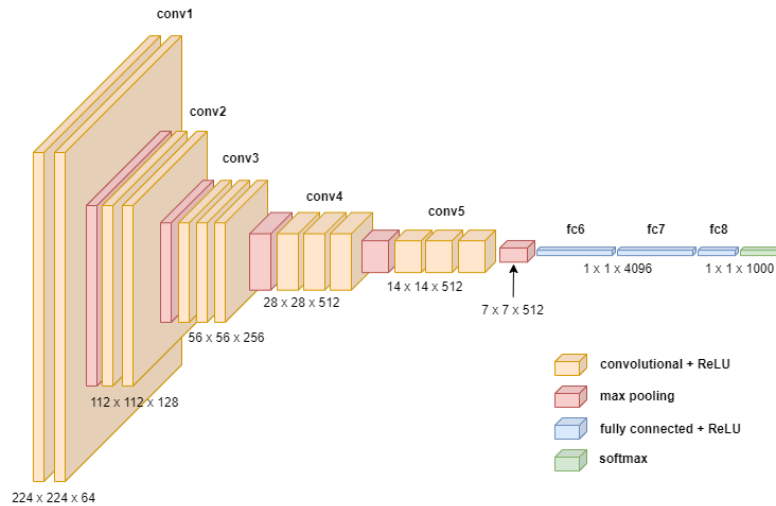 conv1
conv2
conv3
conv4
conv5
fc6
fc7
fc8
1 x 1 x 4096
1 x 1 x 1000
14 x 14 x 512
28 x 28 x 512
7 x 7 x 512
56 x 56 x 256
112 x 112 x 128
224 x 224 x 64
convolutional + ReLU
max pooling
fully connected + ReLU
softmax